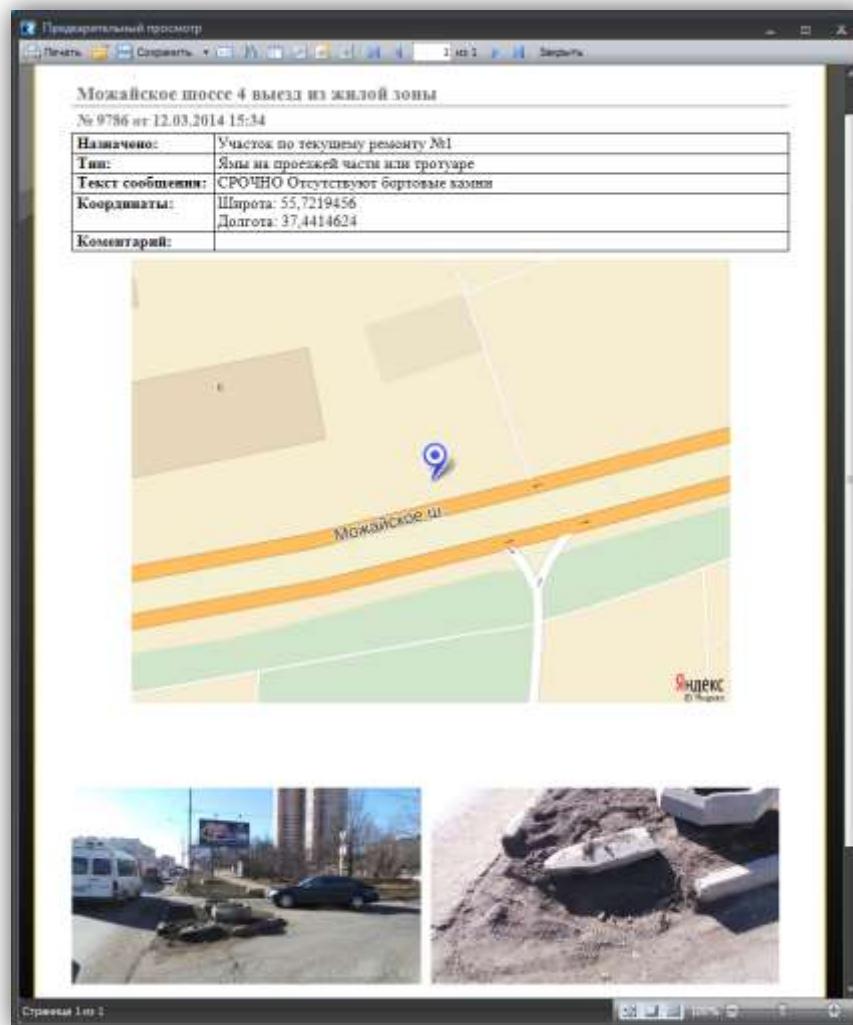 Предварительный просмотр
Печать Сохранить 1 из 1 Закрыть
Можайское шоссе 4 выезд из жилой зоны
№ 9786 от 12.03.2014 15:34
Назначено: Участок по текущему ремонту №1
Тип: Ямы на проезжей части или тротуаре
Текст сообщения: СРОЧНО Отсутствуют бортовые камни
Координаты: Широта: 55,7219456
Долгота: 37,4414624
Коментарий:
Можайское ш.
Яндекс
© Яндекс
Страница 1 из 1 100%